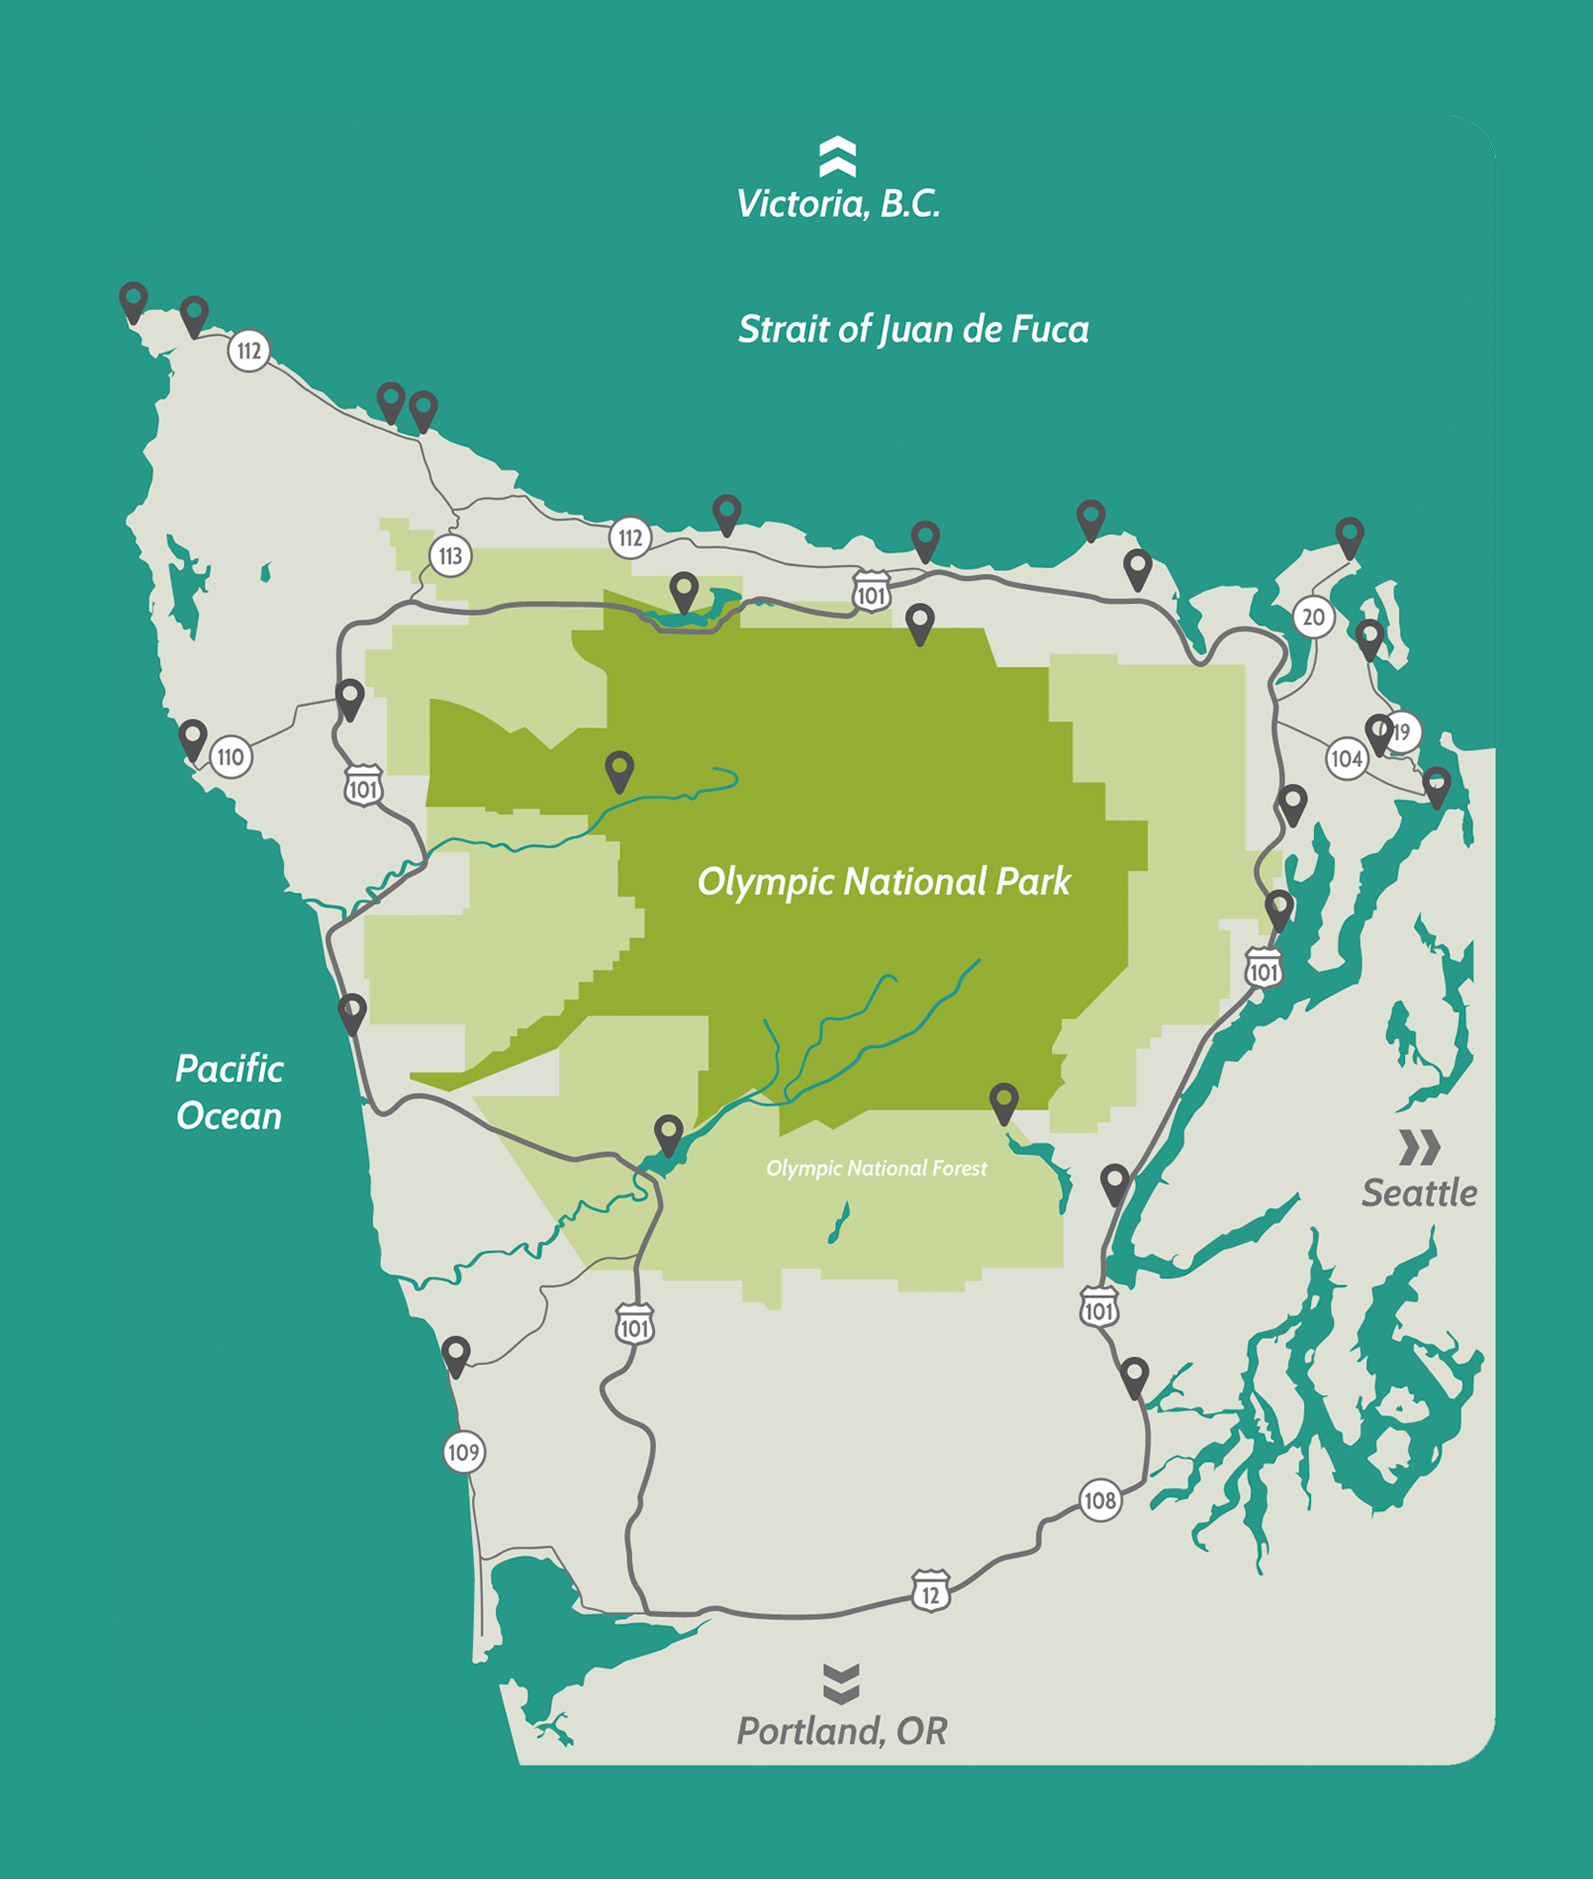 Victoria, B.C.
Strait of Juan de Fuca
112
112
113
101
20
110
101
19
104
Olympic National Park
101
Pacific
Ocean
Olympic National Forest
Seattle
101
101
109
108
12
Portland, OR